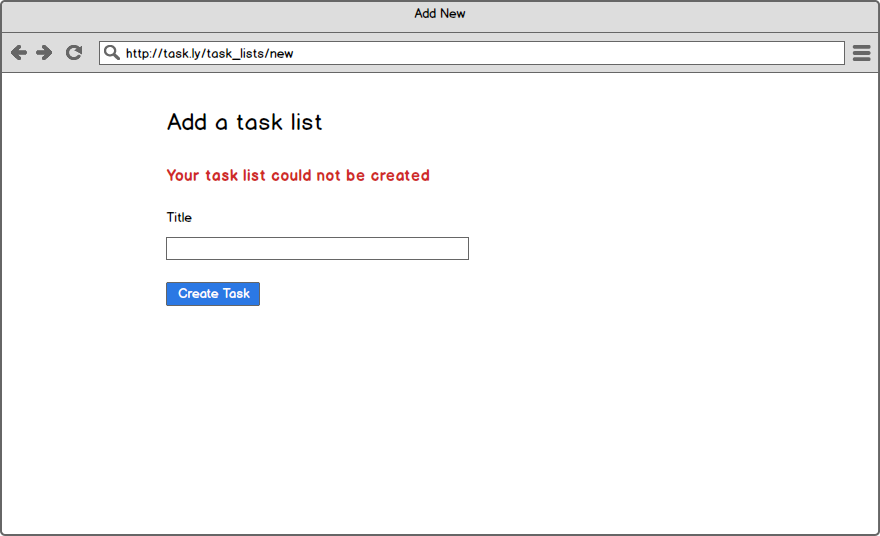 Add New
http://task.ly/task_lists/new
Add a task list
Your task list could not be created
Title
Create Task